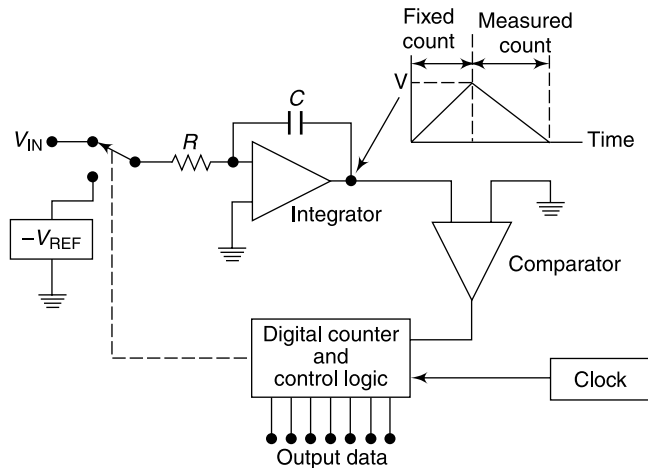 Fixed Measured
count count
V
Time
C
R
V_IN
Integrator
−V_REF
Comparator
Digital counter
and
control logic
Clock
Output data